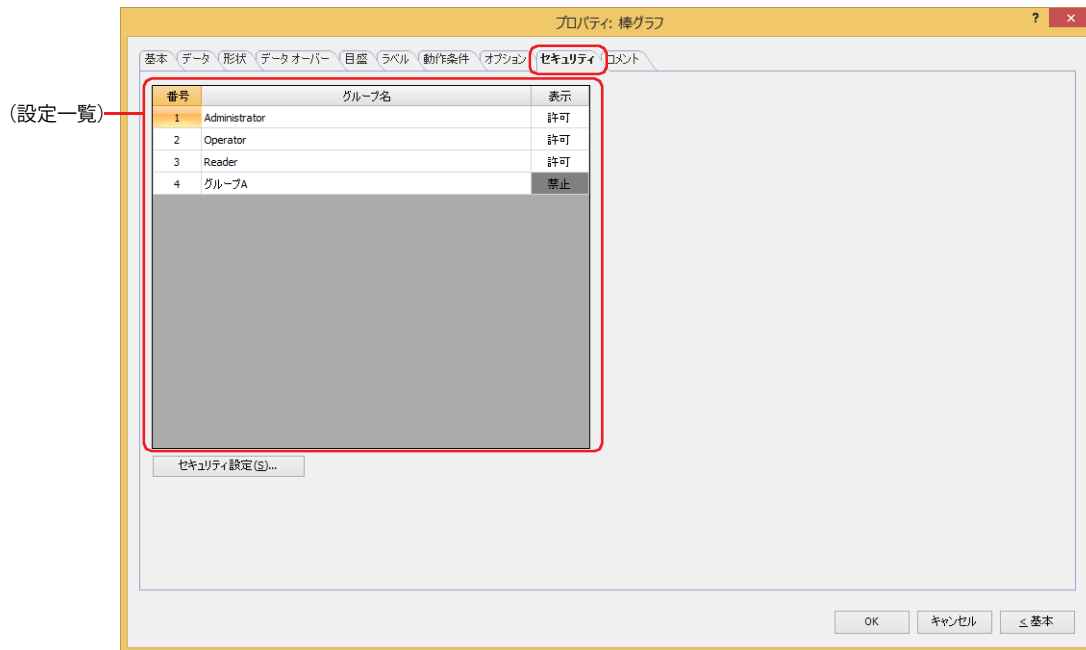 プロパティ: 棒グラフ
? ×
基本 データ 形状 データオーバー 目盛 ラベル 動作条件 オプション セキュリティ コメント
(設定一覧)
番号 グループ名 表示
1 Administrator 許可
2 Operator 許可
3 Reader 許可
4 グループA 禁止
セキュリティ設定(S)...
OK キャンセル < 基本